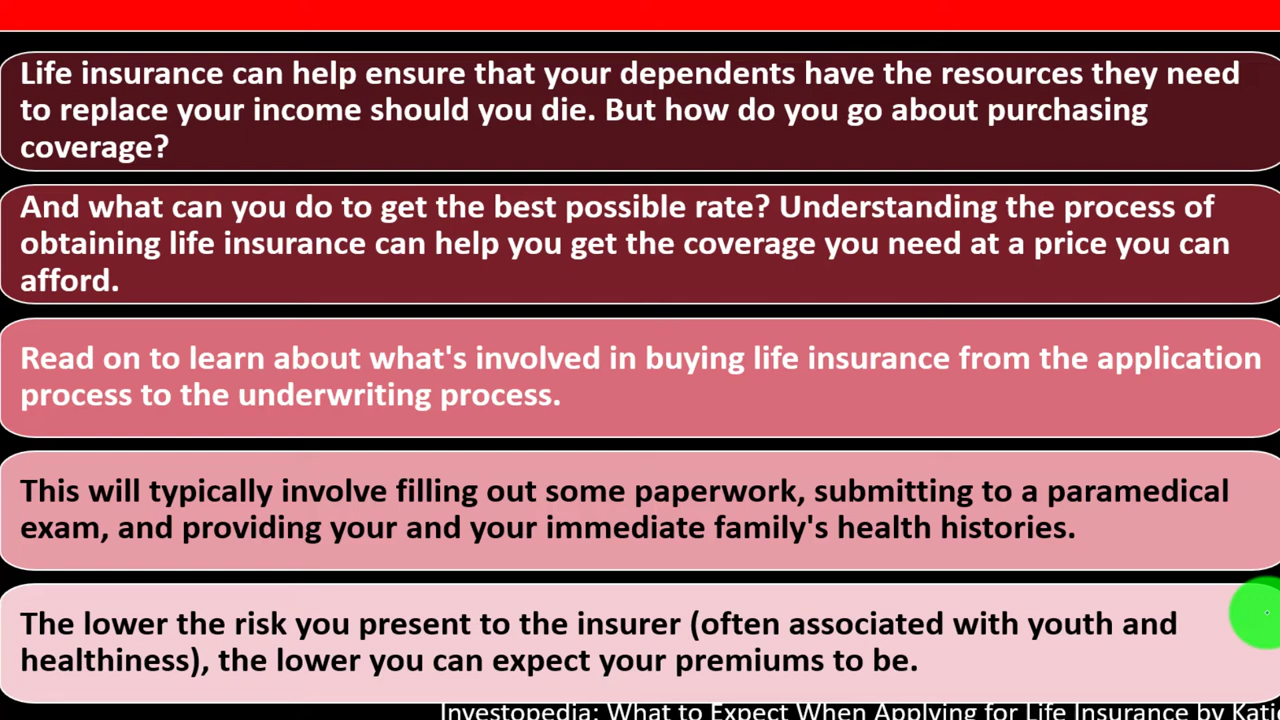 Life insurance can help ensure that your dependents have the resources they need
to replace your income should you die. But how do you go about purchasing
coverage?
And what can you do to get the best possible rate? Understanding the process of
obtaining life insurance can help you get the coverage you need at a price you can
afford.
Read on to learn about what's involved in buying life insurance from the application
process to the underwriting process.
This will typically involve filling out some paperwork, submitting to a paramedical
exam, and providing your and your immediate family's health histories.
The lower the risk you present to the insurer (often associated with youth and
healthiness), the lower you can expect your premiums to be.
Investopedia: What to Expect When Applying for Life Insurance by